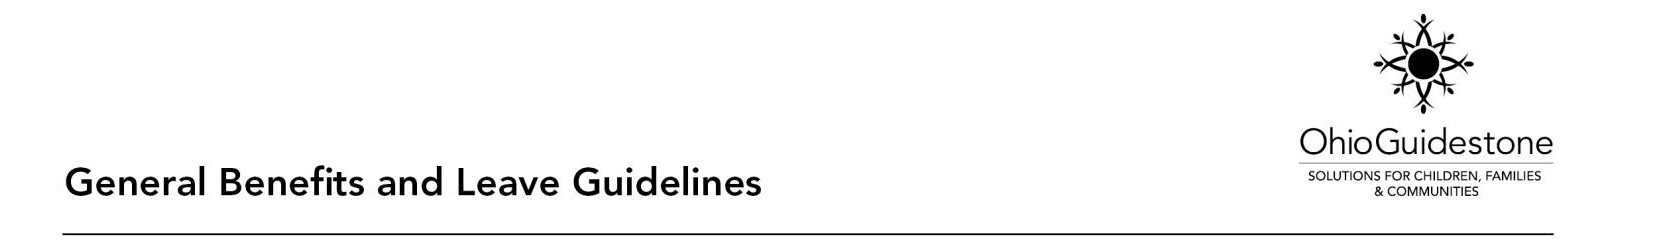 OhioGuidestone
SOLUTIONS FOR CHILDREN, FAMILIES
& COMMUNITIES
General Benefits and Leave Guidelines